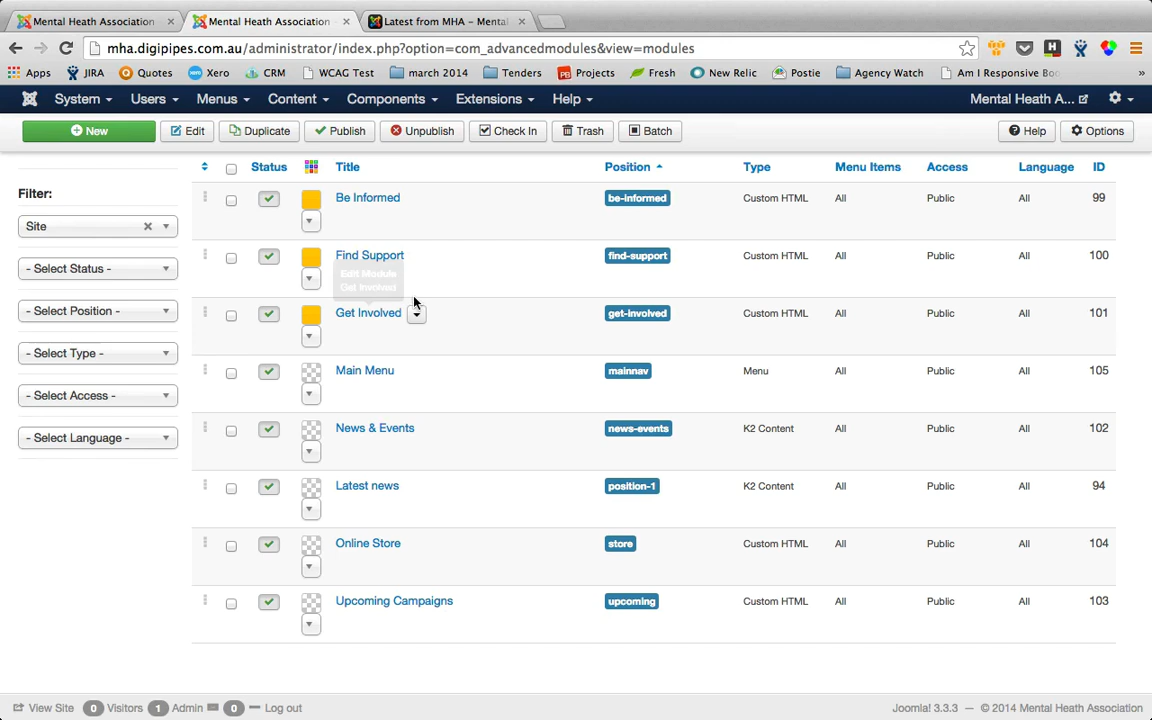 Mental Heath Association
Mental Heath Association
Latest from MHA – Mental
mha.digipipes.com.au/administrator/index.php?option=com_advancedmodules&view=modules
Apps JIRA Quotes Xero CRM WCAG Test march 2014 Tenders Projects Fresh New Relic Postie Agency Watch Am I Responsive »
System Users Menus Content Components Extensions Help Mental Heath A...
New Edit Duplicate Publish Unpublish Check In Trash Batch Help Options
Status Title Position Type Menu Items Access Language ID
Filter:
Site
- Select Status -
- Select Position -
- Select Type -
- Select Access -
- Select Language -
Be Informed be-informed Custom HTML All Public All 99
Find Support find-support Custom HTML All Public All 100
Edit Module
Get Involved
Get Involved get-involved Custom HTML All Public All 101
Main Menu mainnav Menu All Public All 105
News & Events news-events K2 Content All Public All 102
Latest news position-1 K2 Content All Public All 94
Online Store store Custom HTML All Public All 104
Upcoming Campaigns upcoming Custom HTML All Public All 103
View Site 0 Visitors 1 Admin 0 Log out Joomla! 3.3.3 — © 2014 Mental Heath Association